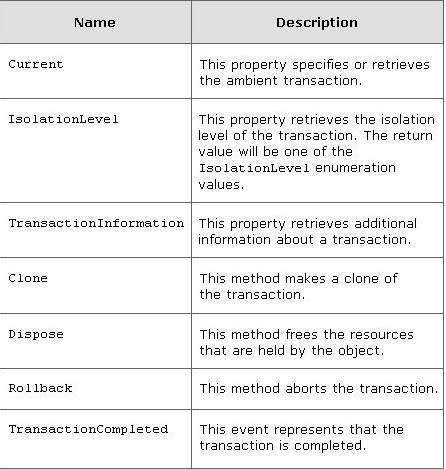 Name Description
Current This property specifies or retrieves
the ambient transaction.
IsolationLevel This property retrieves the isolation
level of the transaction. The return
value will be one of the
IsolationLevel enumeration
values.
TransactionInformation This property retrieves additional
information about a transaction.
Clone This method makes a clone of
the transaction.
Dispose This method frees the resources
that are held by the object.
Rollback This method aborts the transaction.
TransactionCompleted This event represents that the
transaction is completed.